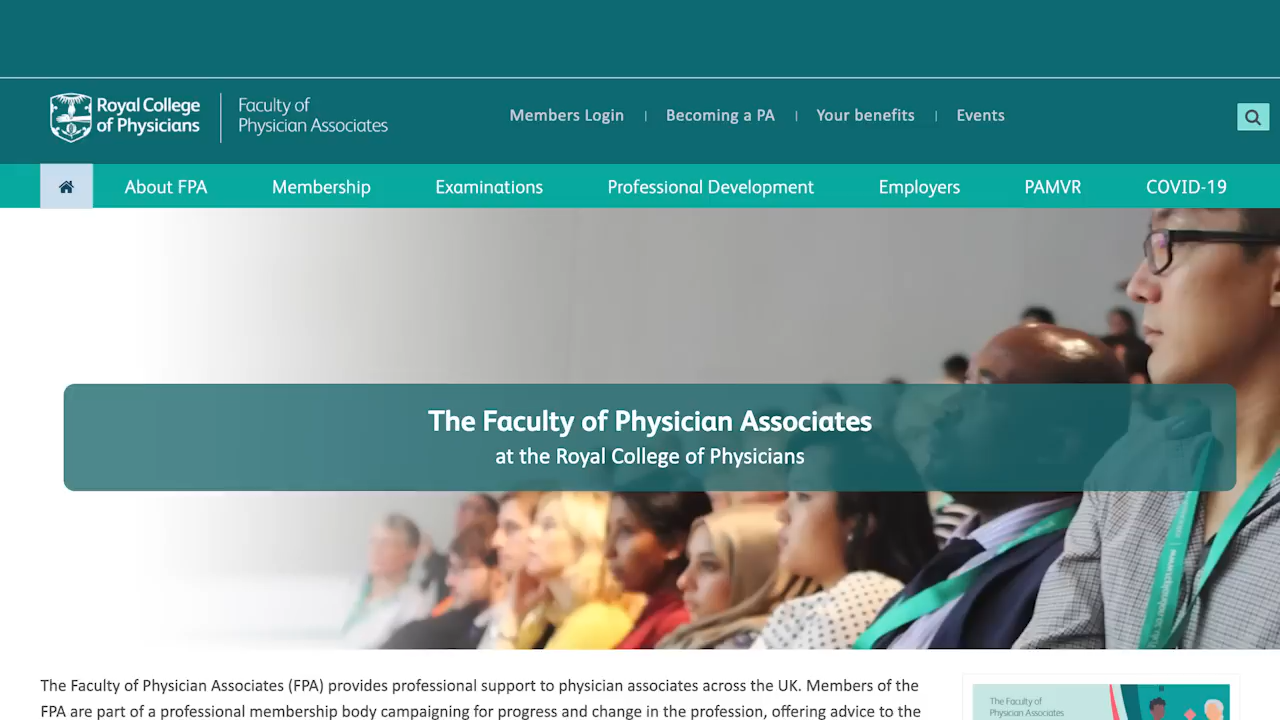 Royal College
of Physicians
Faculty of
Physician Associates
Members Login
Becoming a PA
Your benefits
Events
About FPA
Membership
Examinations
Professional Development
Employers
PAMVR
COVID-19
The Faculty of Physician Associates
at the Royal College of Physicians
The Faculty of Physician Associates (FPA) provides professional support to physician associates across the UK. Members of the
FPA are part of a professional membership body campaigning for progress and change in the profession, offering advice to the
The Faculty of
Physician Associates